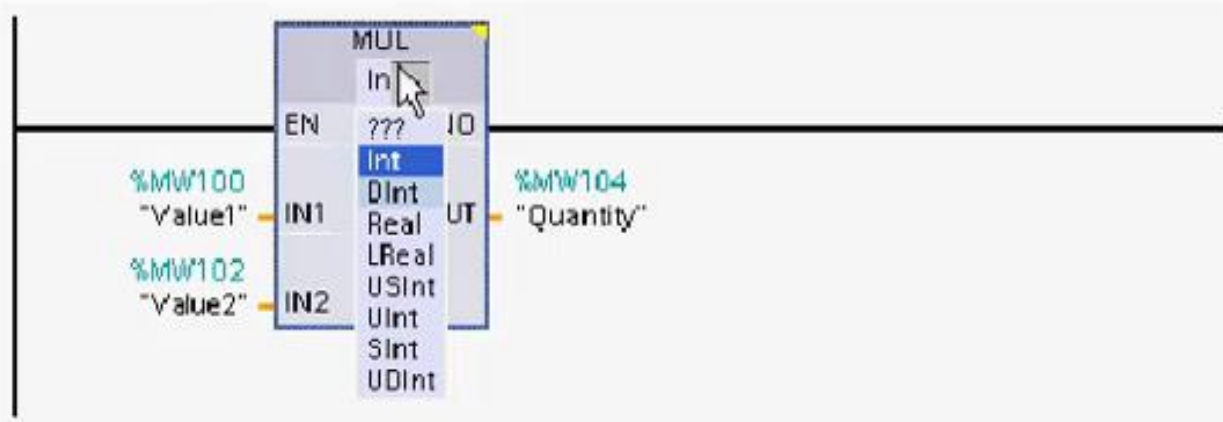 MUL
In
EN
???
NO
Int
%MW100
%MW104
DInt
"Value1"
IN1
Real
UT
"Quantity"
LReal
%MW102
USInt
"Value2"
IN2
UInt
SInt
UDInt